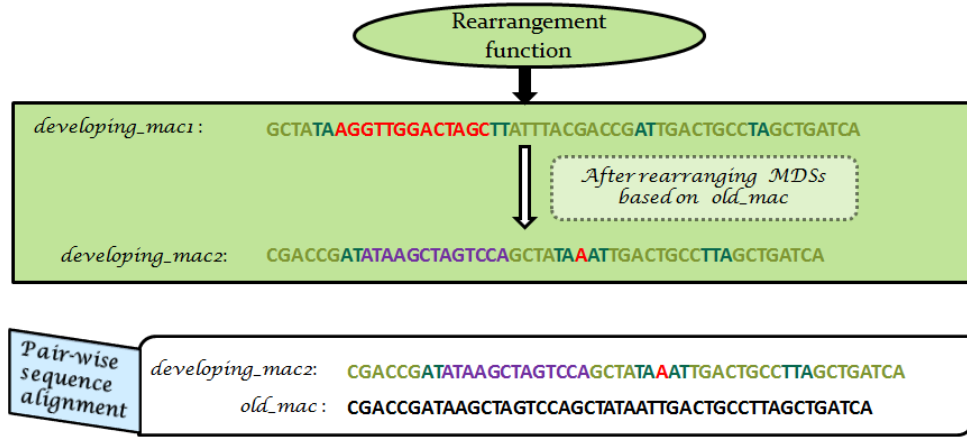 Rearrangement
function
developing_mac1: GCTATAAGGTTGGACTAGCTTATTTACGACCGATTGACTGCCTAGCTGATCA
After rearranging MDSs
based on old_mac
developing_mac2: CGACCGATATAAGCTAGTCCAGCTATAAATTGACTGCCTTAGCTGATCA
Pair-wise
sequence
alignment
developing_mac2: CGACCGATATAAGCTAGTCCAGCTATAAATTGACTGCCTTAGCTGATCA
old_mac: CGACCGATAAGCTAGTCCAGCTATAATTGACTGCCTTAGCTGATCA